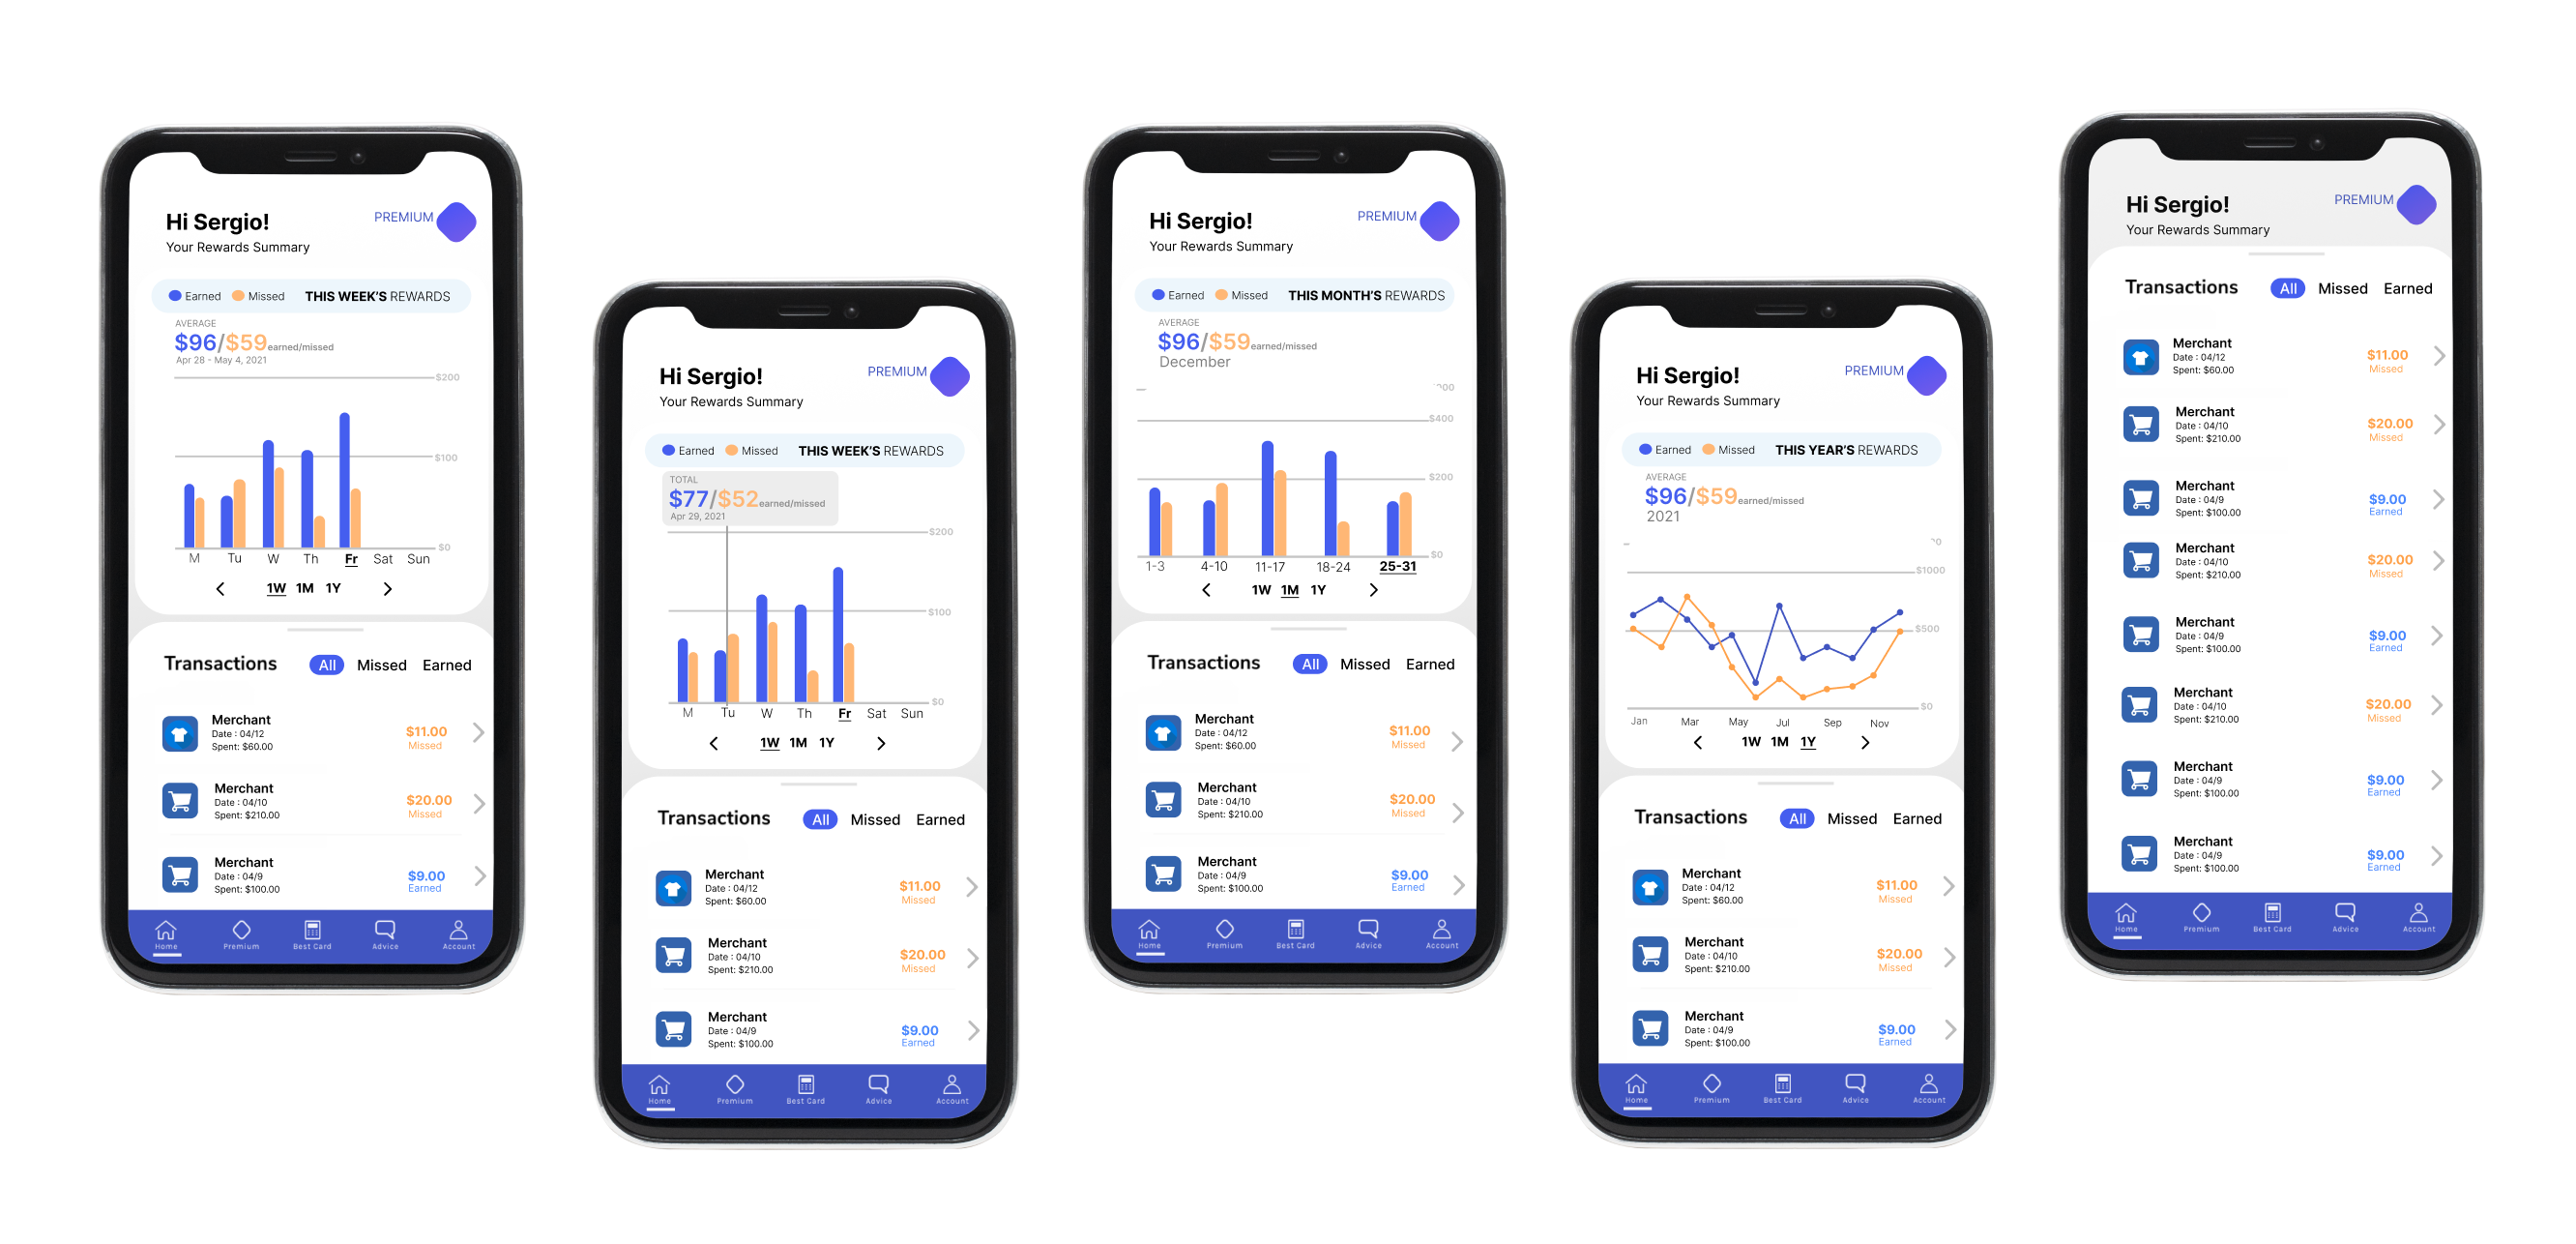 Hi Sergio!
PREMIUM
Your Rewards Summary
Earned Missed THIS WEEK'S REWARDS
AVERAGE
$96/$59 earned/missed
Apr 28 - May 4, 2021
$200
$100
$0
M Tu W Th Fr Sat Sun
< 1W 1M 1Y >
Transactions All Missed Earned
Merchant
Date : 04/12
Spent: $60.00
$11.00
Missed
Merchant
Date : 04/10
Spent: $210.00
$20.00
Missed
Merchant
Date : 04/9
Spent: $100.00
$9.00
Earned
Home Premium Best Card Advice Account
Hi Sergio!
PREMIUM
Your Rewards Summary
Earned Missed THIS WEEK'S REWARDS
TOTAL
$77/$52 earned/missed
Apr 29, 2021
$200
$100
$0
M Tu W Th Fr Sat Sun
< 1W 1M 1Y >
Transactions All Missed Earned
Merchant
Date : 04/12
Spent: $60.00
$11.00
Missed
Merchant
Date : 04/10
Spent: $210.00
$20.00
Missed
Merchant
Date : 04/9
Spent: $100.00
$9.00
Earned
Home Premium Best Card Advice Account
Hi Sergio!
PREMIUM
Your Rewards Summary
Earned Missed THIS MONTH'S REWARDS
AVERAGE
$96/$59 earned/missed
December
$400
$200
$0
1-3 4-10 11-17 18-24 25-31
< 1W 1M 1Y >
Transactions All Missed Earned
Merchant
Date : 04/12
Spent: $60.00
$11.00
Missed
Merchant
Date : 04/10
Spent: $210.00
$20.00
Missed
Merchant
Date : 04/9
Spent: $100.00
$9.00
Earned
Home Premium Best Card Advice Account
Hi Sergio!
PREMIUM
Your Rewards Summary
Earned Missed THIS YEAR'S REWARDS
AVERAGE
$96/$59 earned/missed
2021
$1000
$500
$0
Jan Mar May Jul Sep Nov
< 1W 1M 1Y >
Transactions All Missed Earned
Merchant
Date : 04/12
Spent: $60.00
$11.00
Missed
Merchant
Date : 04/10
Spent: $210.00
$20.00
Missed
Merchant
Date : 04/9
Spent: $100.00
$9.00
Earned
Home Premium Best Card Advice Account
Hi Sergio!
PREMIUM
Your Rewards Summary
Transactions All Missed Earned
Merchant
Date : 04/12
Spent: $60.00
$11.00
Missed
Merchant
Date : 04/10
Spent: $210.00
$20.00
Missed
Merchant
Date : 04/9
Spent: $100.00
$9.00
Earned
Merchant
Date : 04/10
Spent: $210.00
$20.00
Missed
Merchant
Date : 04/9
Spent: $100.00
$9.00
Earned
Merchant
Date : 04/10
Spent: $210.00
$20.00
Missed
Merchant
Date : 04/9
Spent: $100.00
$9.00
Earned
Merchant
Date : 04/9
Spent: $100.00
$9.00
Earned
Home Premium Best Card Advice Account